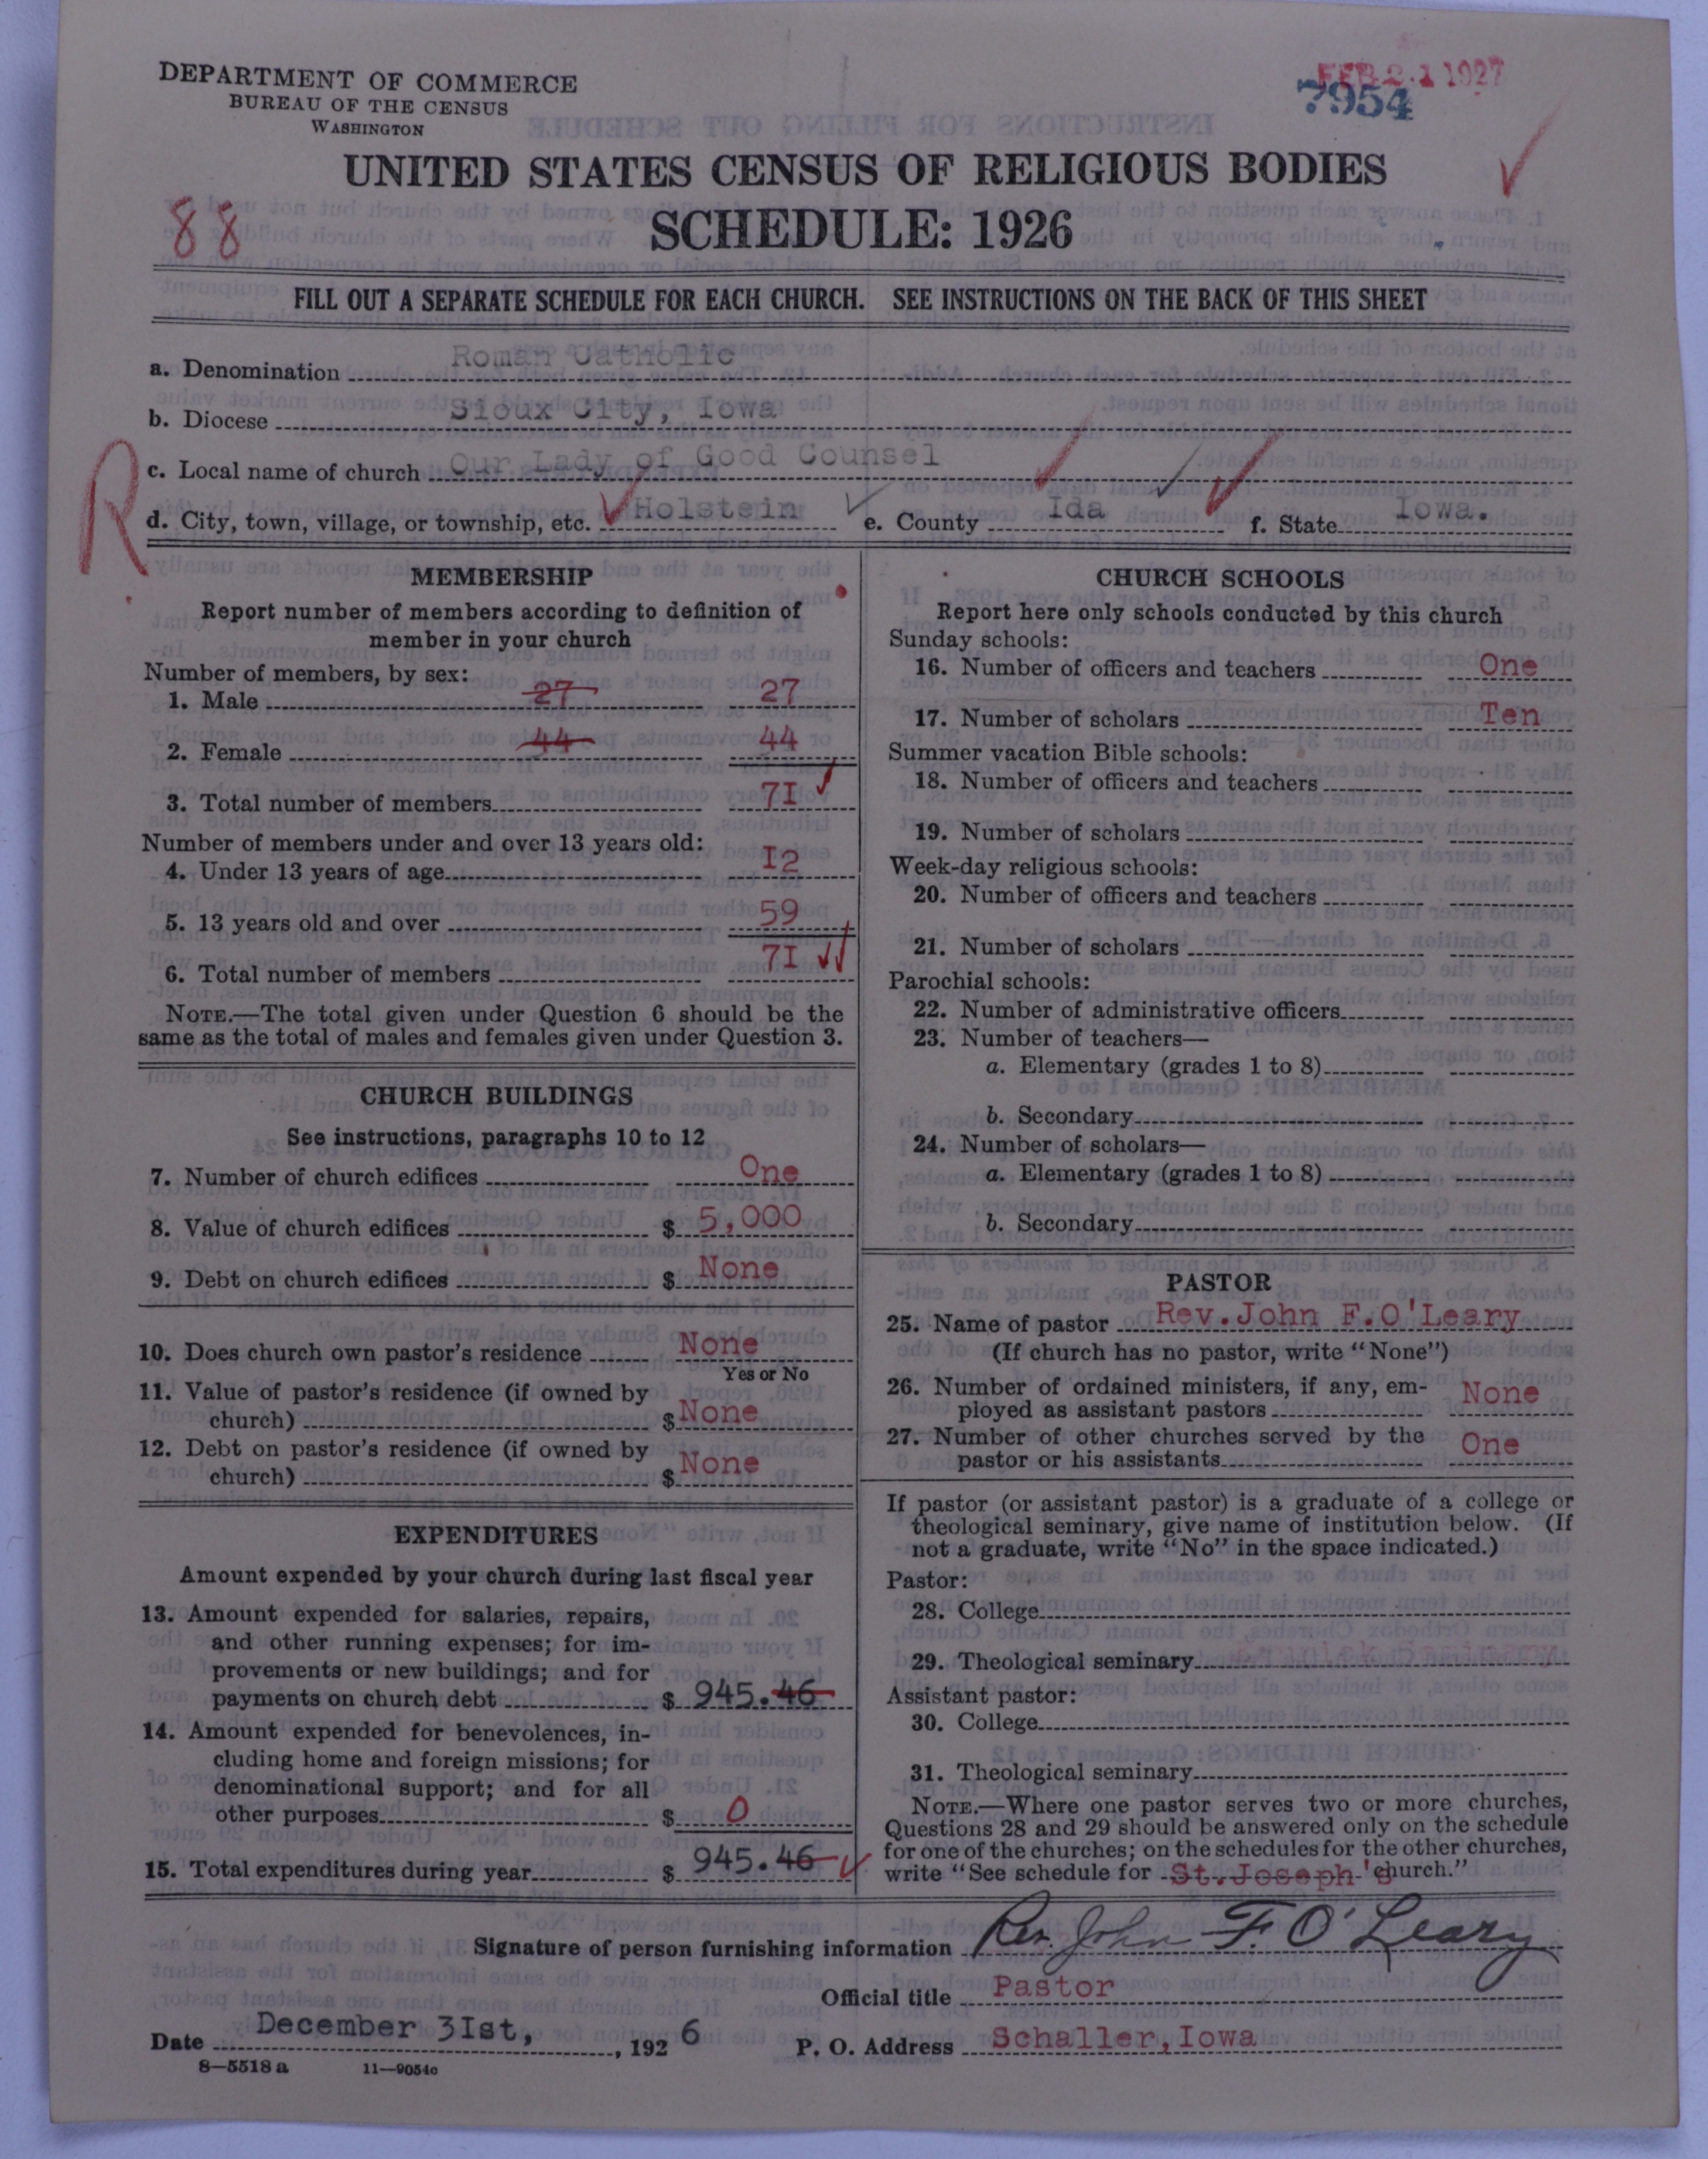 DEPARTMENT OF COMMERCE
BUREAU OF THE CENSUS
WASHINGTON
FEB 21 1927
7954
UNITED STATES CENSUS OF RELIGIOUS BODIES
SCHEDULE: 1926
88
FILL OUT A SEPARATE SCHEDULE FOR EACH CHURCH. SEE INSTRUCTIONS ON THE BACK OF THIS SHEET
a. Denomination Roman Catholic
b. Diocese Sioux City, Iowa
c. Local name of church Our Lady of Good Counsel
R
d. City, town, village, or township, etc. Holstein e. County Ida f. State Iowa.
MEMBERSHIP
Report number of members according to definition of
member in your church
Number of members, by sex:
1. Male 27 27
2. Female 44 44
3. Total number of members 7I
Number of members under and over 13 years old:
4. Under 13 years of age I2
5. 13 years old and over 59
6. Total number of members 7I
NOTE.—The total given under Question 6 should be the
same as the total of males and females given under Question 3.
CHURCH BUILDINGS
See instructions, paragraphs 10 to 12
7. Number of church edifices One
8. Value of church edifices $ 5,000
9. Debt on church edifices $ None
10. Does church own pastor's residence None
Yes or No
11. Value of pastor's residence (if owned by
church) $ None
12. Debt on pastor's residence (if owned by
church) $ None
EXPENDITURES
Amount expended by your church during last fiscal year
13. Amount expended for salaries, repairs,
and other running expenses; for im-
provements or new buildings; and for
payments on church debt $ 945.46
14. Amount expended for benevolences, in-
cluding home and foreign missions; for
denominational support; and for all
other purposes $ 0
15. Total expenditures during year $ 945.46
CHURCH SCHOOLS
Report here only schools conducted by this church
Sunday schools:
16. Number of officers and teachers One
17. Number of scholars Ten
Summer vacation Bible schools:
18. Number of officers and teachers
19. Number of scholars
Week-day religious schools:
20. Number of officers and teachers
21. Number of scholars
Parochial schools:
22. Number of administrative officers
23. Number of teachers—
a. Elementary (grades 1 to 8)
b. Secondary
24. Number of scholars—
a. Elementary (grades 1 to 8)
b. Secondary
PASTOR
25. Name of pastor Rev. John F. O'Leary
(If church has no pastor, write "None")
26. Number of ordained ministers, if any, em-
ployed as assistant pastors None
27. Number of other churches served by the
pastor or his assistants One
If pastor (or assistant pastor) is a graduate of a college or
theological seminary, give name of institution below. (If
not a graduate, write "No" in the space indicated.)
Pastor:
28. College
29. Theological seminary
Assistant pastor:
30. College
31. Theological seminary
NOTE.—Where one pastor serves two or more churches,
Questions 28 and 29 should be answered only on the schedule
for one of the churches; on the schedules for the other churches,
write "See schedule for St. Joseph's church."
Signature of person furnishing information Rev. John F. O'Leary
Official title Pastor
Date December 3Ist, , 192 6 P. O. Address Schaller, Iowa
8—5518 a 11—9054c